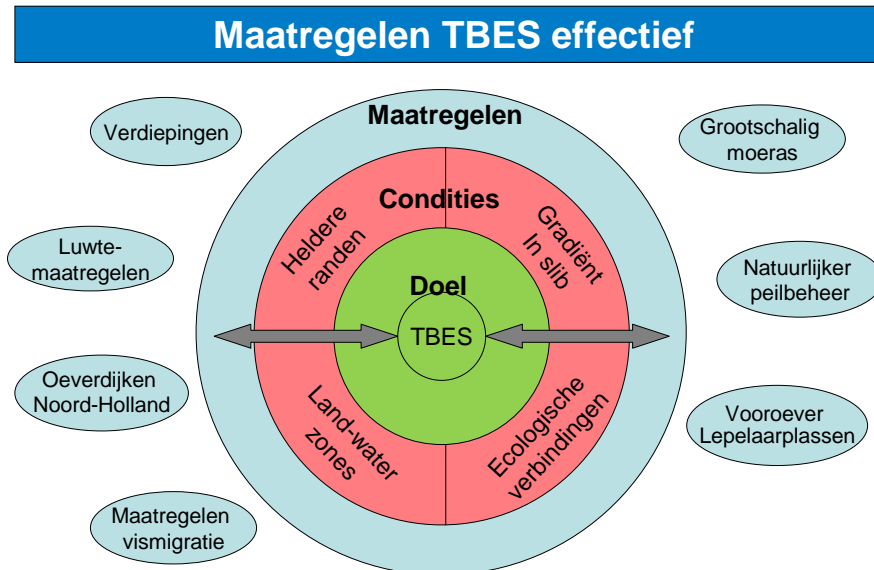 Maatregelen TBES effectief
Maatregelen
Verdiepingen
Grootschalig
moeras
Condities
Heldere
randen
Gradiënt
In slib
Luwte-
maatregelen
Natuurlijker
peilbeheer
Doel
TBES
Oeverdijken
Noord-Holland
Land-water
zones
Ecologische
verbindingen
Vooroever
Lepelaarplassen
Maatregelen
vismigratie